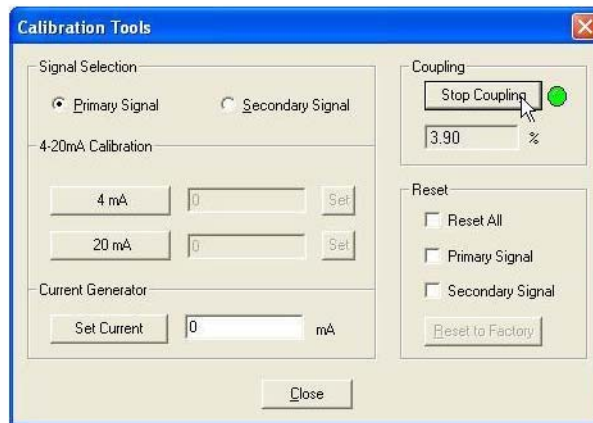 Calibration Tools
Signal Selection
Primary Signal
Secondary Signal
4-20mA Calibration
4 mA
0
Set
20 mA
0
Set
Current Generator
Set Current
0
mA
Coupling
Stop Coupling
3.90
%
Reset
Reset All
Primary Signal
Secondary Signal
Reset to Factory
Close